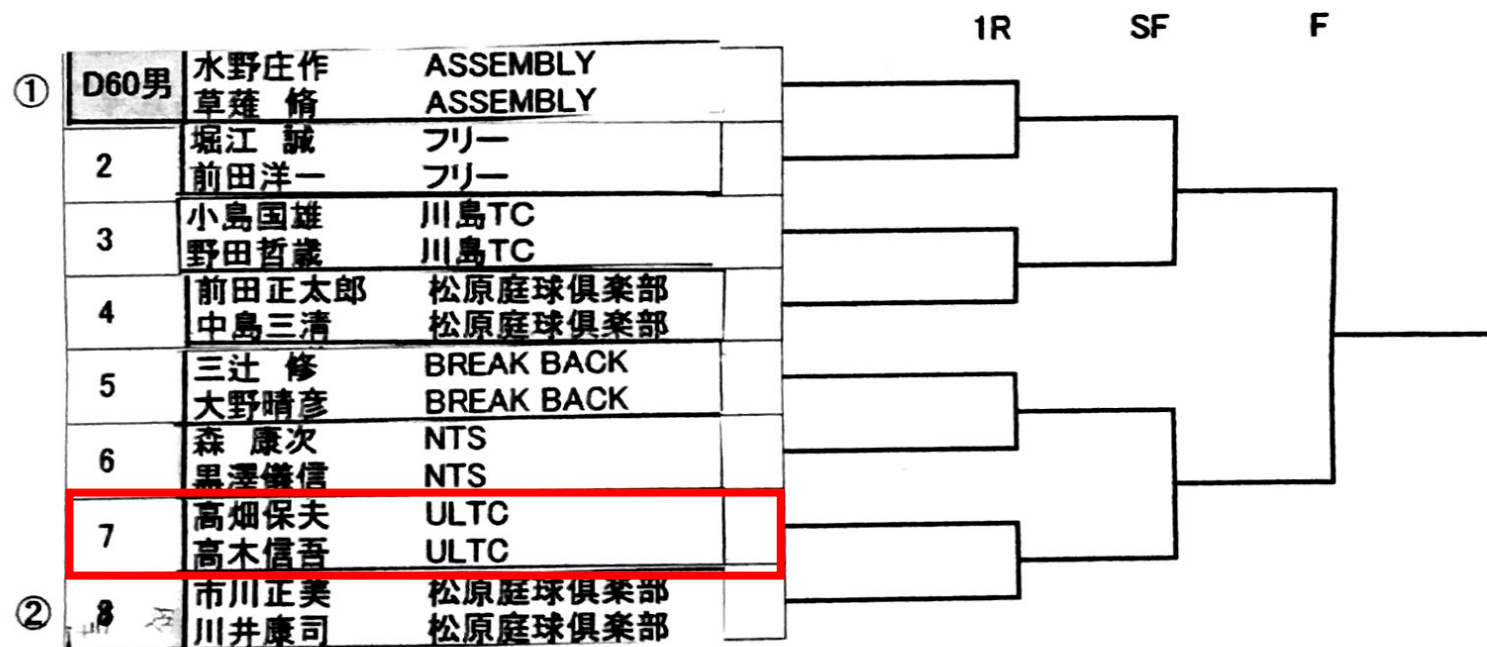 1R SF F
① D60男 水野庄作 ASSEMBLY
草薙 脩 ASSEMBLY
2 堀江 誠 フリー
前田洋一 フリー
3 小島国雄 川島TC
野田哲歳 川島TC
4 前田正太郎 松原庭球倶楽部
中島三清 松原庭球倶楽部
5 三辻 修 BREAK BACK
大野晴彦 BREAK BACK
6 森 康次 NTS
黒澤儀信 NTS
7 高畑保夫 ULTC
高木信吾 ULTC
② 8 市川正美 松原庭球倶楽部
川井康司 松原庭球倶楽部